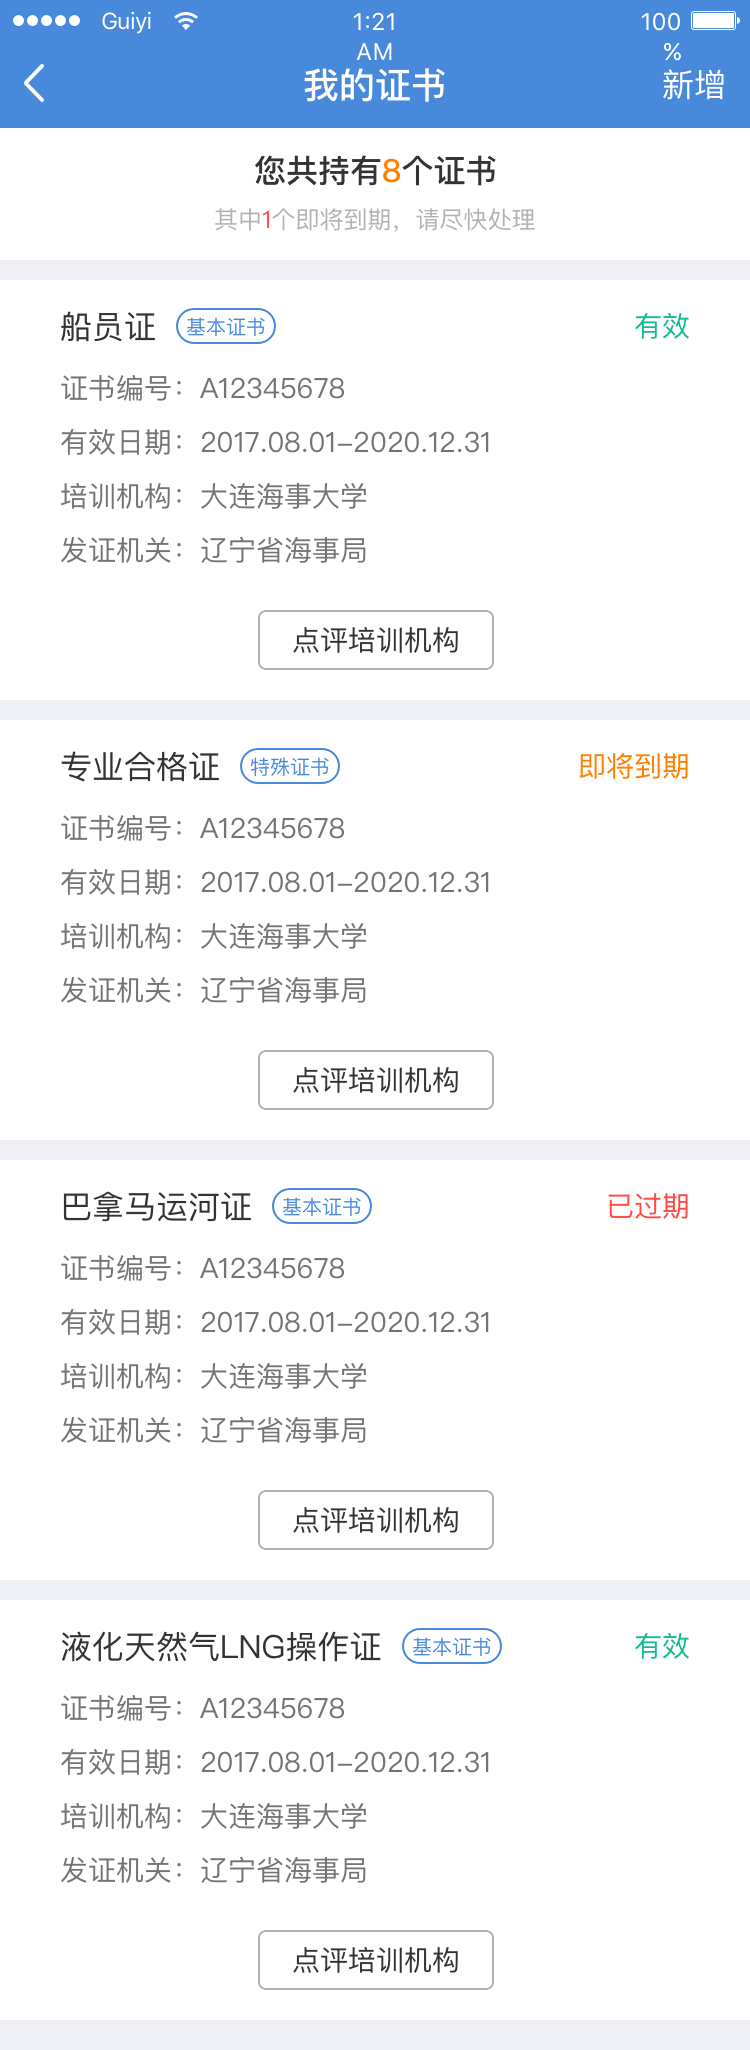 Guiyi 1:21 AM 100 %
我的证书 新增
您共持有8个证书
其中1个即将到期，请尽快处理
船员证 基本证书 有效
证书编号：A12345678
有效日期：2017.08.01-2020.12.31
培训机构：大连海事大学
发证机关：辽宁省海事局
点评培训机构
专业合格证 特殊证书 即将到期
证书编号：A12345678
有效日期：2017.08.01-2020.12.31
培训机构：大连海事大学
发证机关：辽宁省海事局
点评培训机构
巴拿马运河证 基本证书 已过期
证书编号：A12345678
有效日期：2017.08.01-2020.12.31
培训机构：大连海事大学
发证机关：辽宁省海事局
点评培训机构
液化天然气LNG操作证 基本证书 有效
证书编号：A12345678
有效日期：2017.08.01-2020.12.31
培训机构：大连海事大学
发证机关：辽宁省海事局
点评培训机构